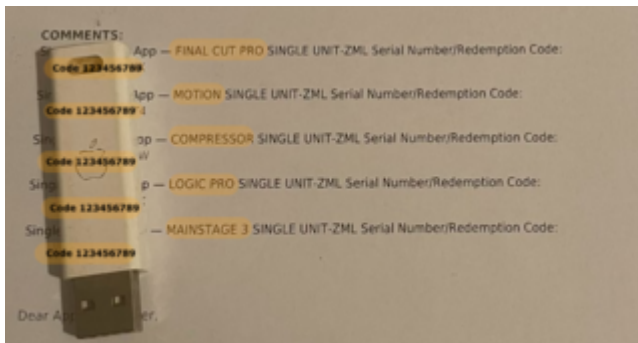 COMMENTS:
App — FINAL CUT PRO SINGLE UNIT-ZML Serial Number/Redemption Code:
Code 123456789
App — MOTION SINGLE UNIT-ZML Serial Number/Redemption Code:
Code 123456789
— COMPRESSOR SINGLE UNIT-ZML Serial Number/Redemption Code:
Code 123456789
— LOGIC PRO SINGLE UNIT-ZML Serial Number/Redemption Code:
Code 123456789
Single — MAINSTAGE 3 SINGLE UNIT-ZML Serial Number/Redemption Code:
Code 123456789
Dear